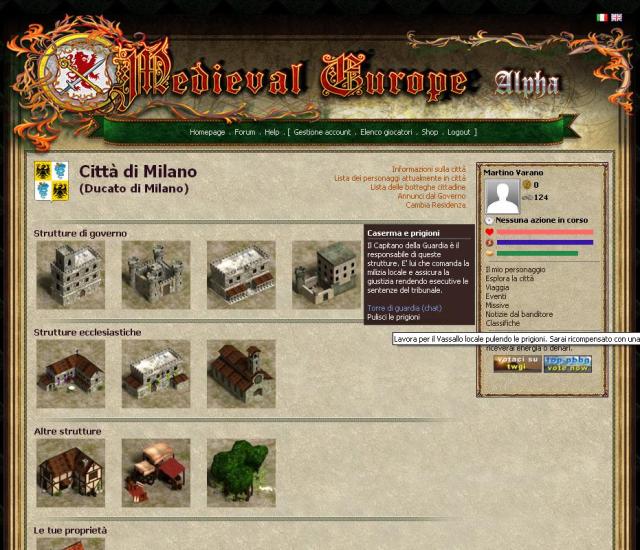 Medieval Europe Alpha
Homepage . Forum . Help . [ Gestione account . Elenco giocatori . Shop . Logout ]
Città di Milano
(Ducato di Milano)
Informazioni sulla città
Lista dei personaggi attualmente in città
Lista delle botteghe cittadine
Annunci dal Governo
Cambia Residenza
Martino Varano
0
124
Nessuna azione in corso
Il mio personaggio
Esplora la città
Viaggia
Eventi
Missive
Notizie dal banditore
Classifiche
riceverai energia o denari.
votaci su
twgi
top-pbbg
vote now
Strutture di governo
Caserma e prigioni
Il Capitano della Guardia è il
responsabile di queste
strutture. E' lui che comanda la
milizia locale e assicura la
giustizia rendendo esecutive le
sentenze del tribunale.
Torre di guardia (chat)
Pulisci le prigioni
Lavora per il Vassallo locale pulendo le prigioni. Sarai ricompensato con una
Strutture ecclesiastiche
Altre strutture
Le tue proprietà